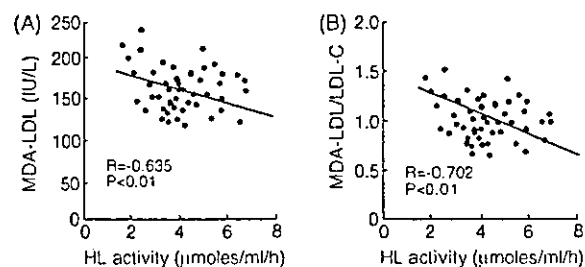 (A)
MDA-LDL (IU/L)
250
200
150
100
50
0
R=-0.635
P<0.01
0 2 4 6 8
HL activity (μmoles/ml/h)
(B)
MDA-LDL/LDL-C
2.0
1.5
1.0
0.5
0
R=-0.702
P<0.01
0 2 4 6 8
HL activity (μmoles/ml/h)